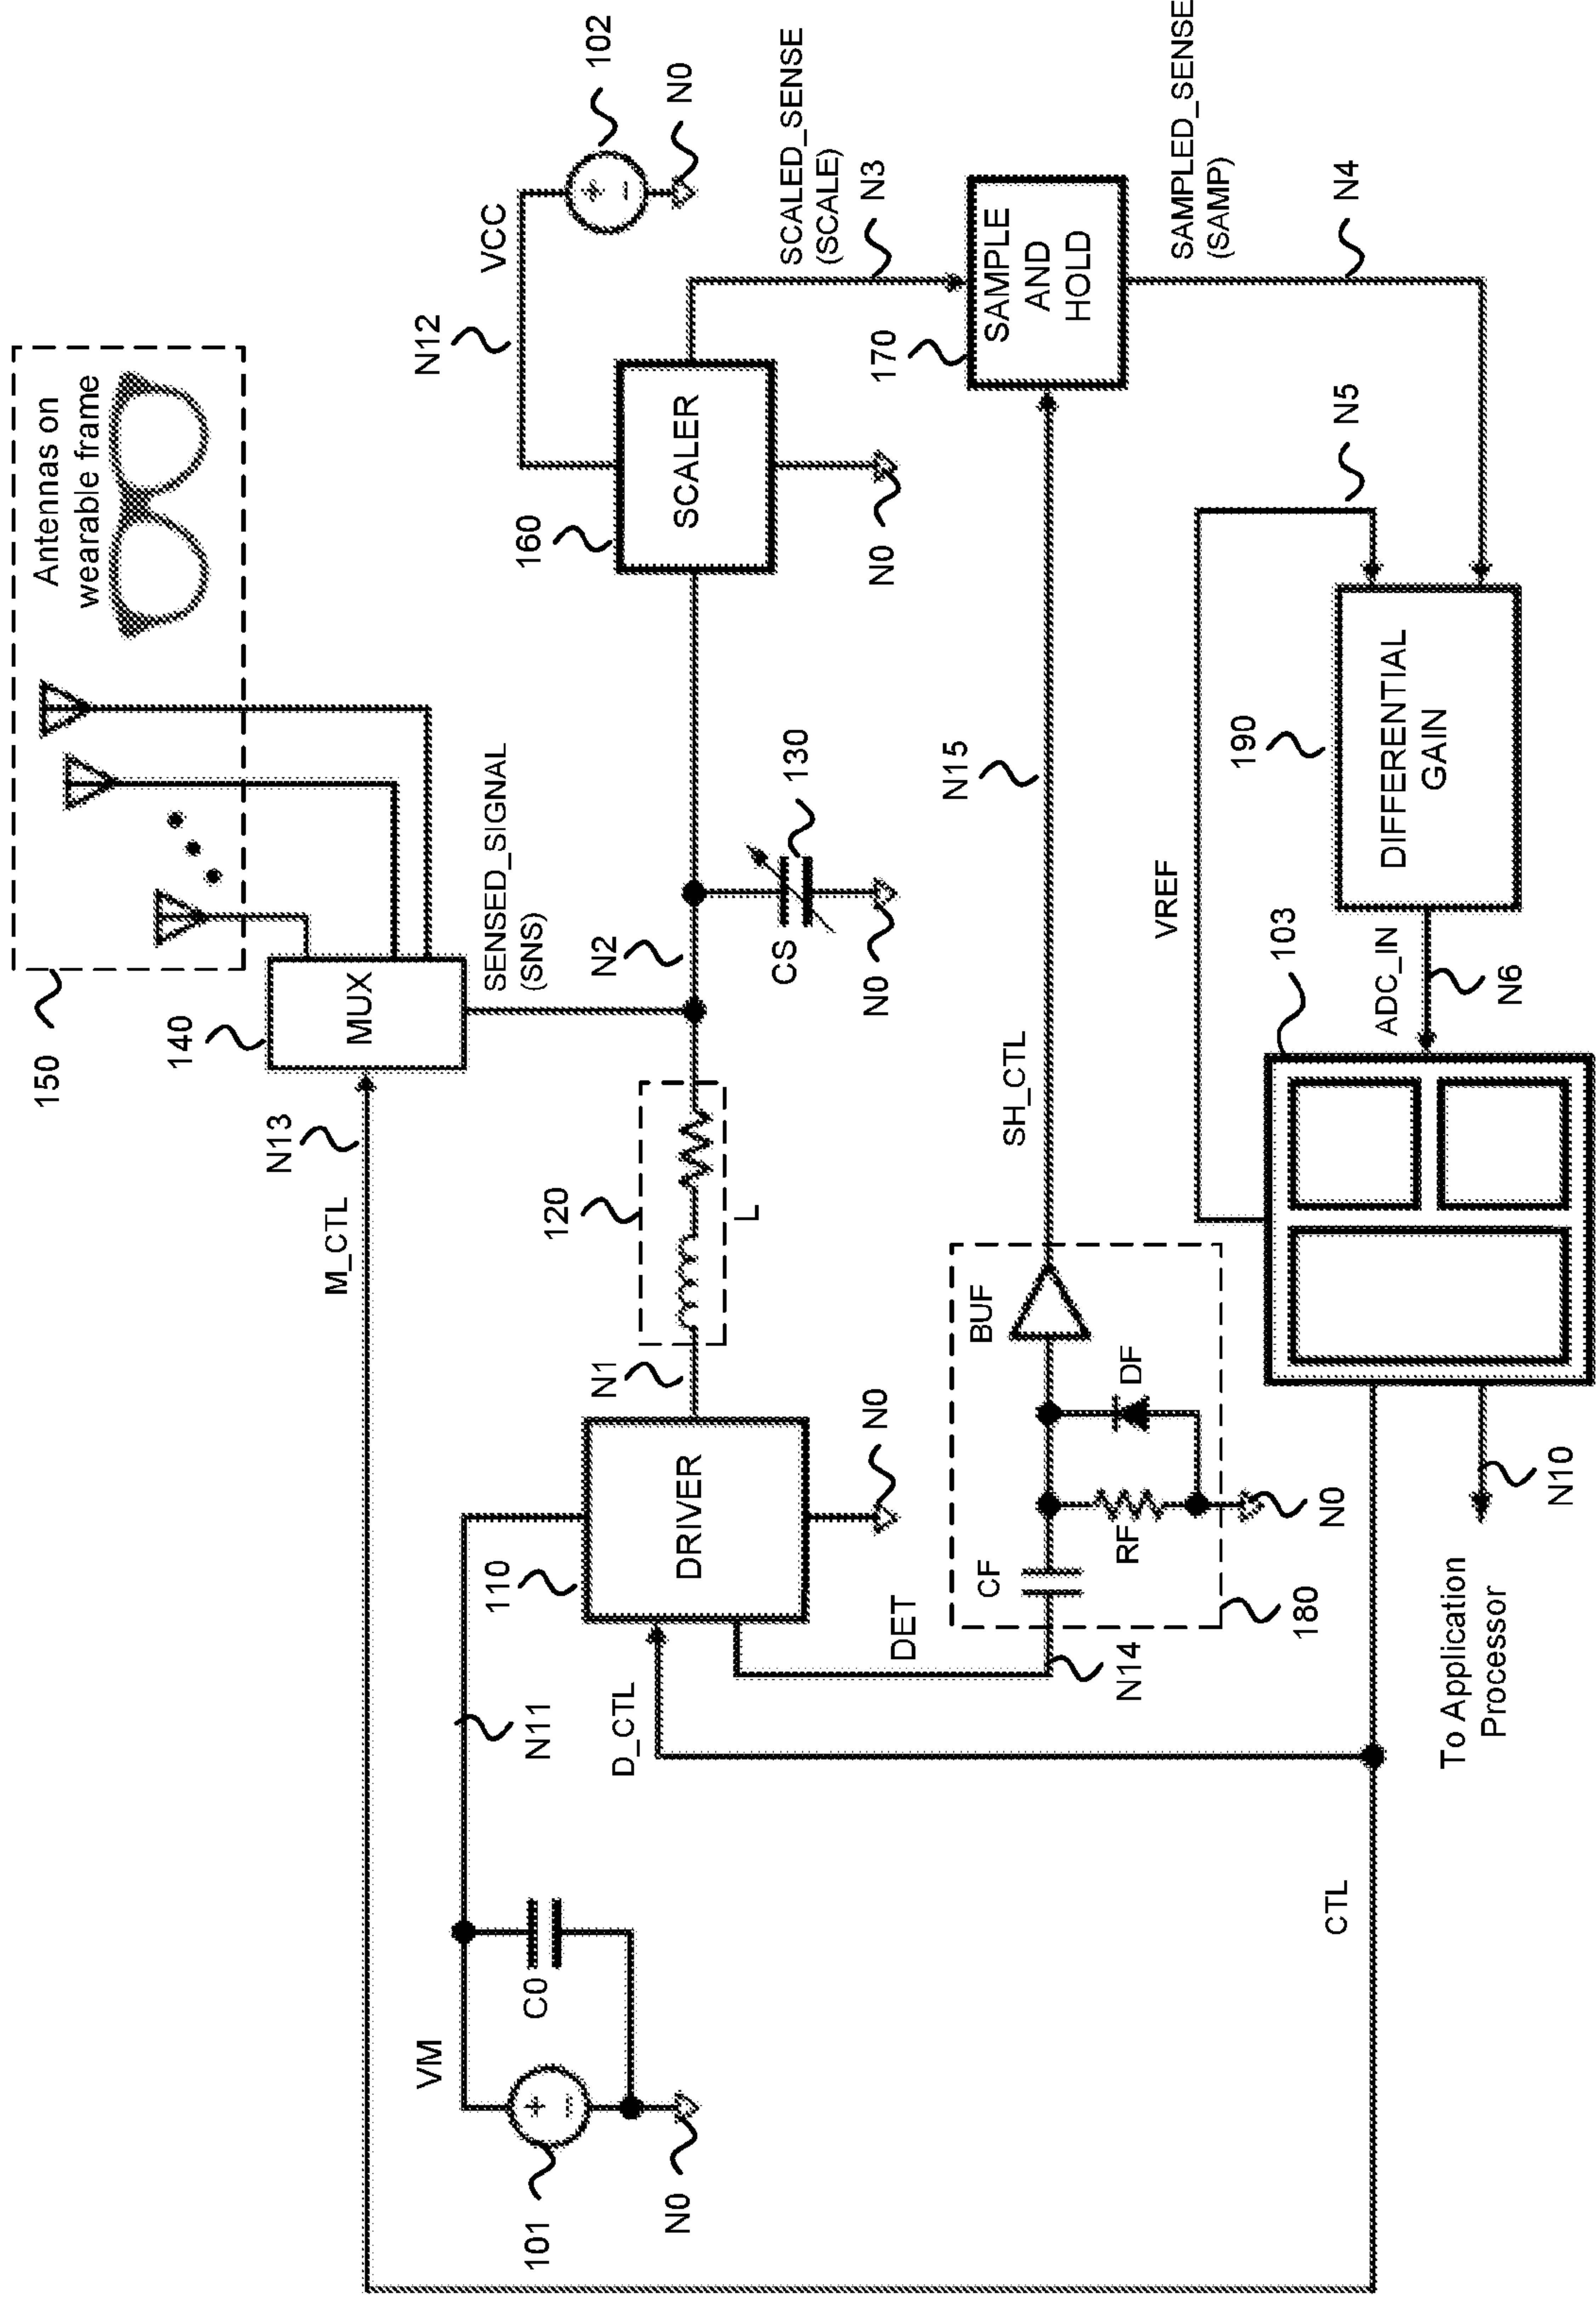 Antennas on
wearable frame
150
140
MUX
N13
M_CTL
SENSED_SIGNAL
(SNS)
VCC
N12
102
N0
VM
N11
C0
101
N0
110
DRIVER
D_CTL
N0
N1
120
L
N2
CS
130
N0
160
SCALER
N0
SCALED_SENSE
(SCALE)
N3
DET
N14
CF
RF
DF
BUF
N0
180
SH_CTL
N15
170
SAMPLE
AND
HOLD
SAMPLED_SENSE
(SAMP)
N4
CTL
VREF
N5
103
190
DIFFERENTIAL
GAIN
ADC_IN
N6
To Application
Processor
N10